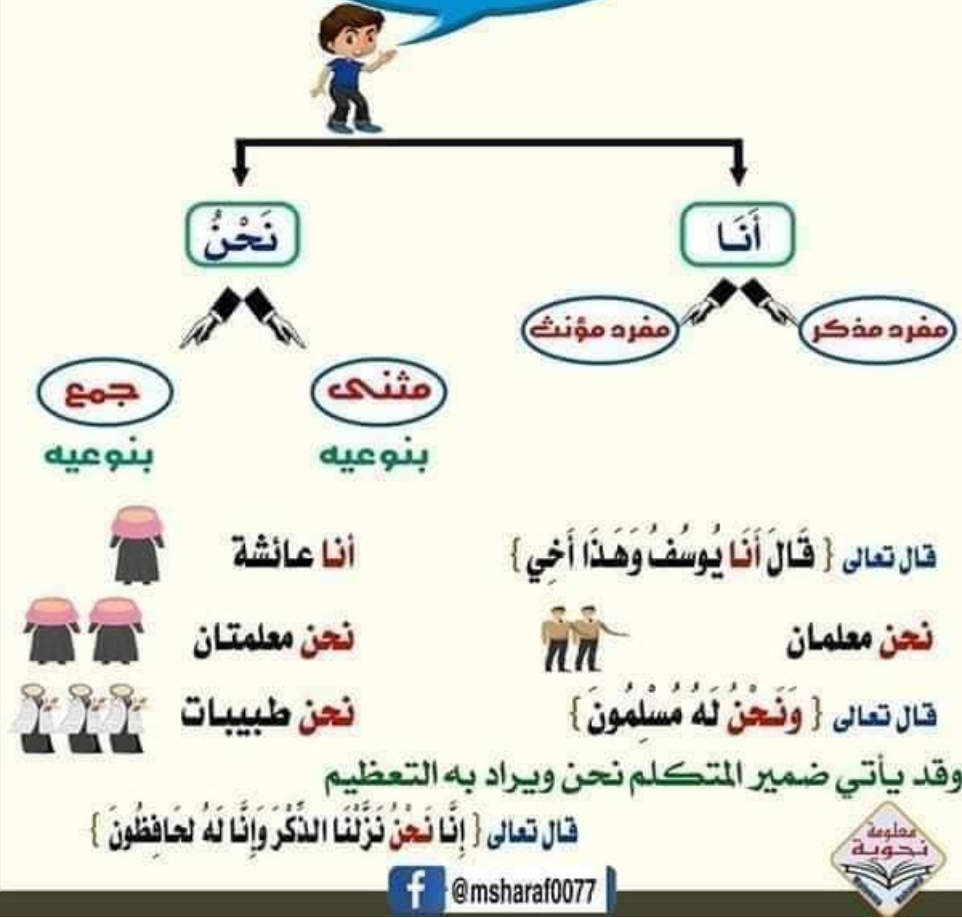 أَنَا
نَحْنُ
مفرد مذكر
مفرد مؤنث
مثنى
بنوعيه
جمع
بنوعيه
قال تعالى { قَالَ أَنَا يُوسُفُ وَهَذَا أَخِي }
أنا عائشة
نحن معلمان
نحن معلمتان
قال تعالى { وَنَحْنُ لَهُ مُسْلِمُونَ }
نحن طبيبات
وقد يأتي ضمير المتكلم نحن ويراد به التعظيم
قال تعالى { إِنَّا نَحْنُ نَزَّلْنَا الذِّكْرَ وَإِنَّا لَهُ لَحَافِظُونَ }
معلومة
نحوية
f @msharaf0077